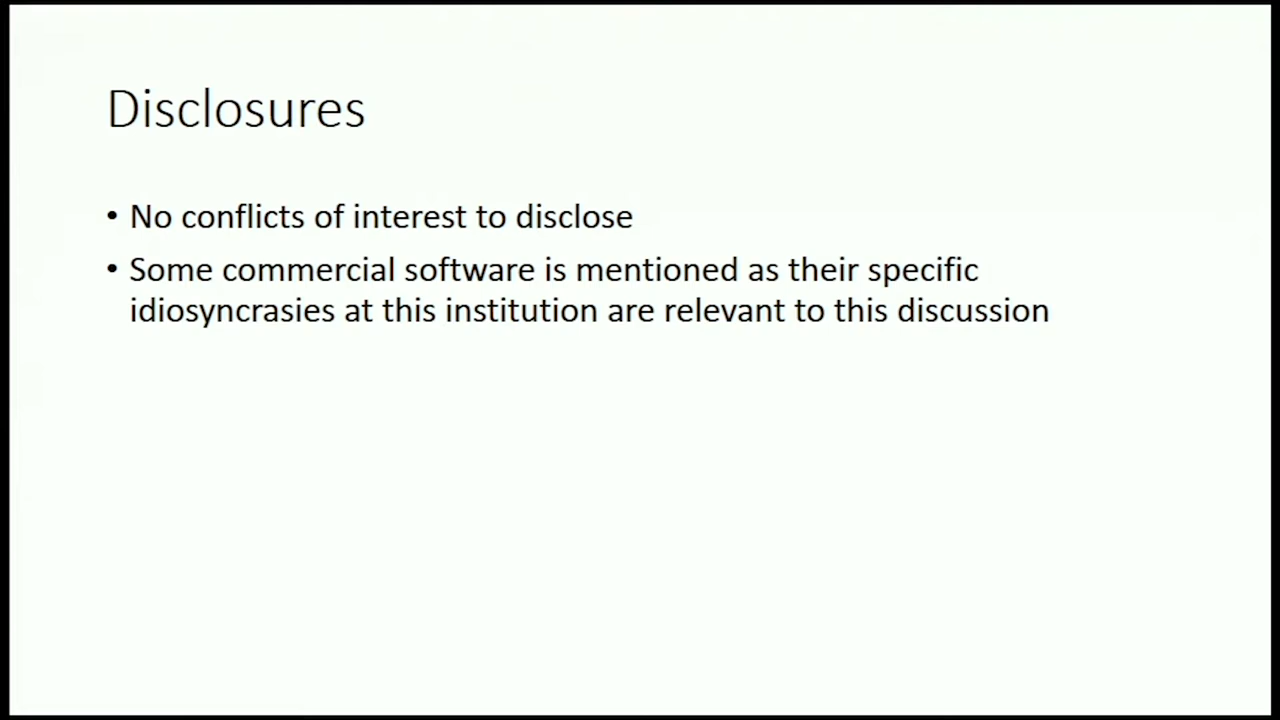 Disclosures
• No conflicts of interest to disclose
• Some commercial software is mentioned as their specific
idiosyncrasies at this institution are relevant to this discussion